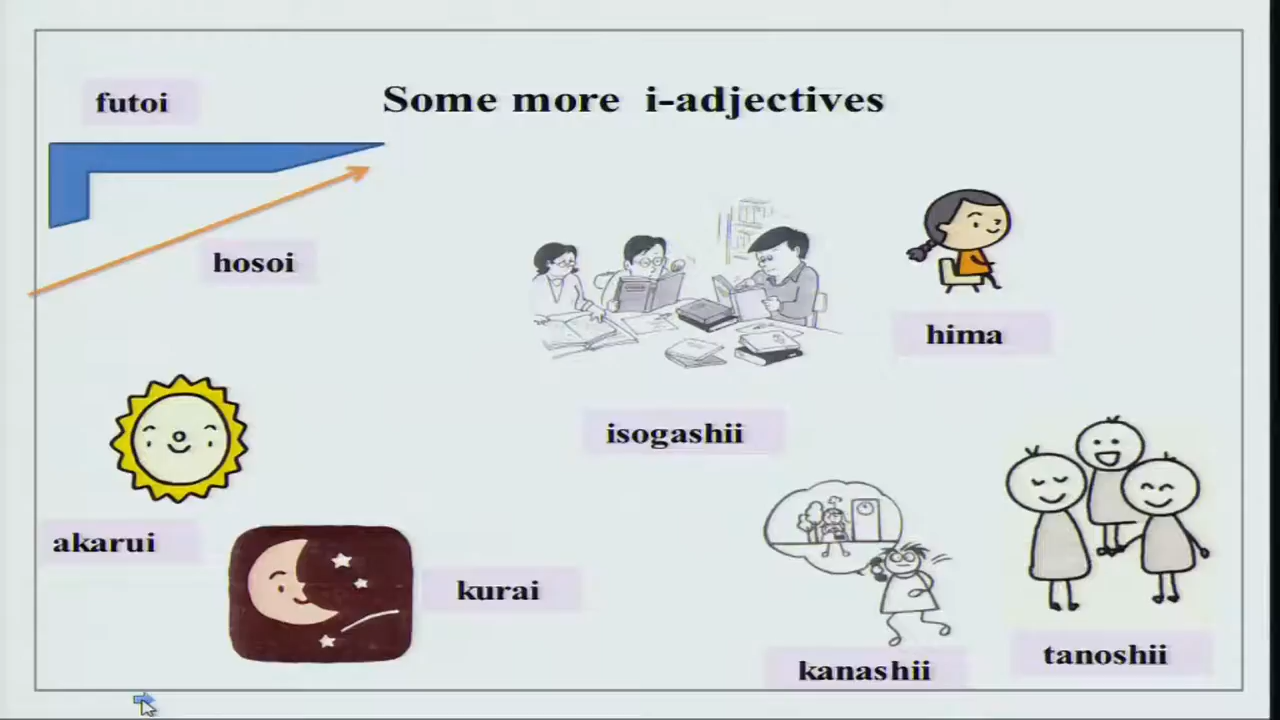 futoi
Some more i-adjectives
hosoi
hima
isogashii
akarui
kurai
kanashii
tanoshii